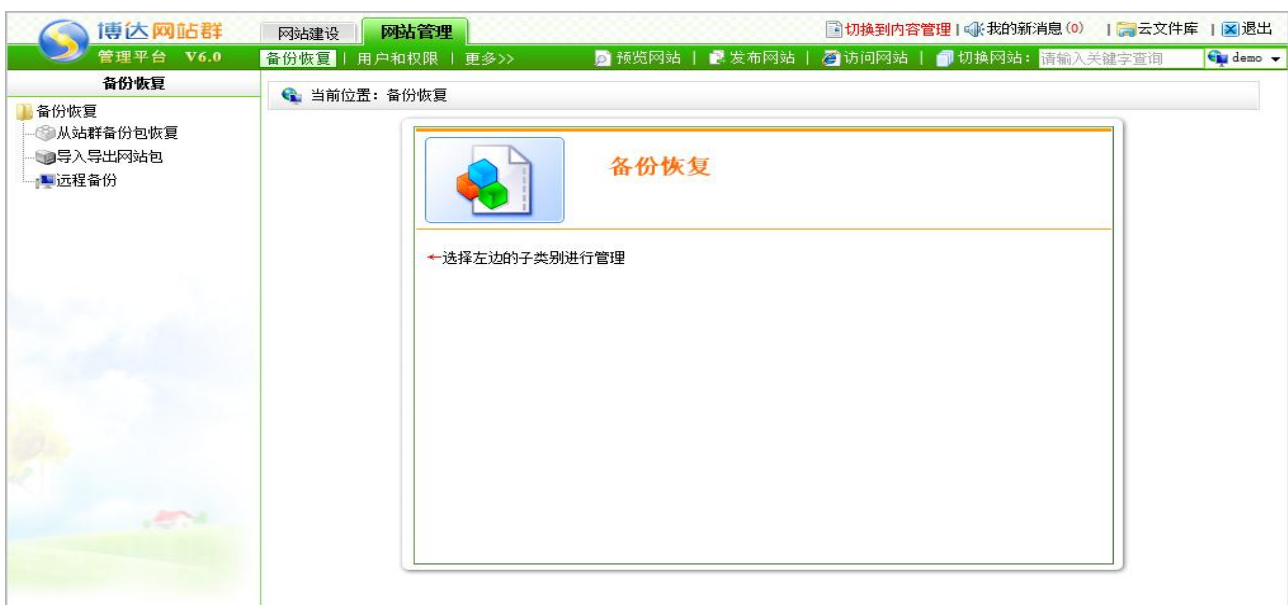 博达网站群
管理平台 V6.0
网站建设 网站管理
切换到内容管理 | 我的新消息(0) | 云文件库 | 退出
备份恢复 | 用户和权限 | 更多>>
预览网站 | 发布网站 | 访问网站 | 切换网站: 请输入关键字查询 demo
备份恢复
备份恢复
从站群备份包恢复
导入导出网站包
远程备份
当前位置: 备份恢复
备份恢复
←选择左边的子类别进行管理